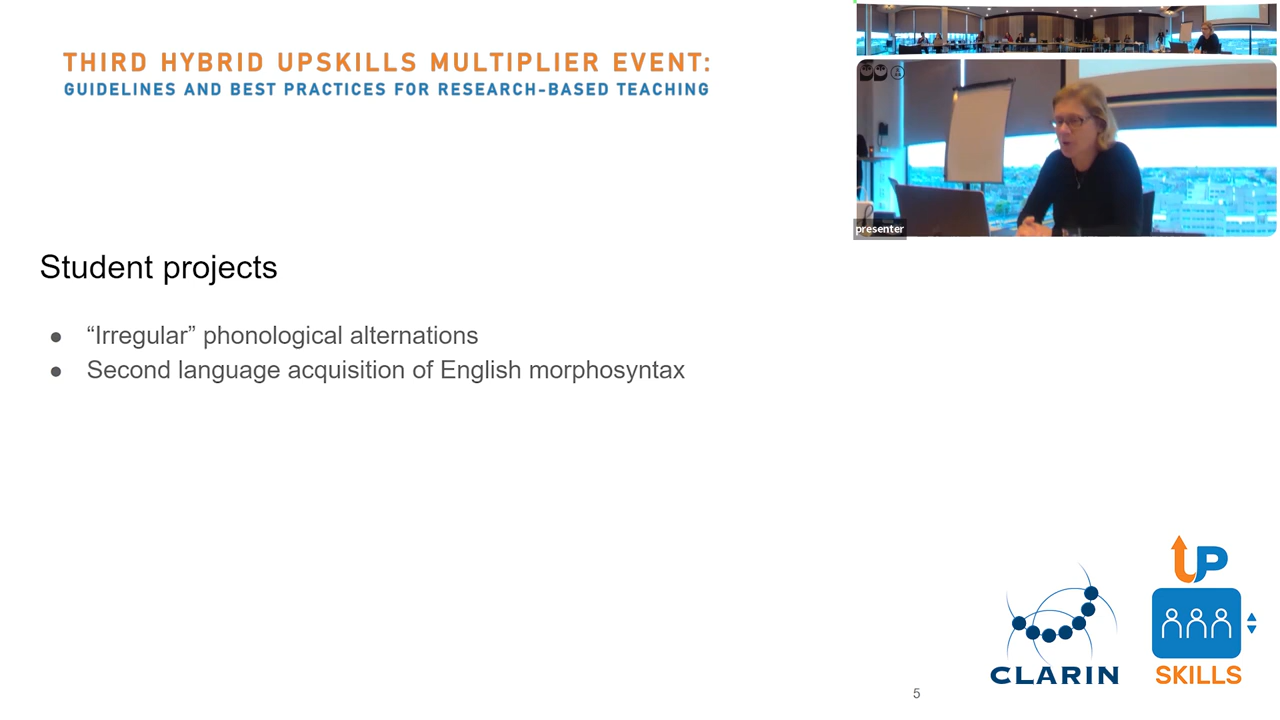 THIRD HYBRID UPSKILLS MULTIPLIER EVENT:
GUIDELINES AND BEST PRACTICES FOR RESEARCH-BASED TEACHING
presenter
Student projects
● “Irregular” phonological alternations
● Second language acquisition of English morphosyntax
UP
SKILLS
CLARIN
5